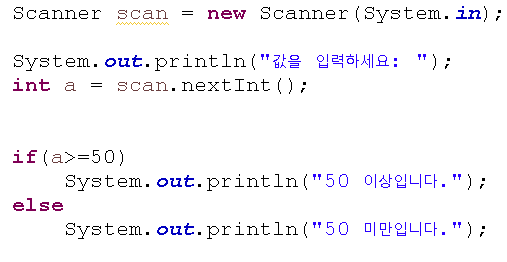 Scanner scan = new Scanner(System.in);
System.out.println("값을 입력하세요: ");
int a = scan.nextInt();
if(a>=50)
System.out.println("50 이상입니다.");
else
System.out.println("50 미만입니다.");